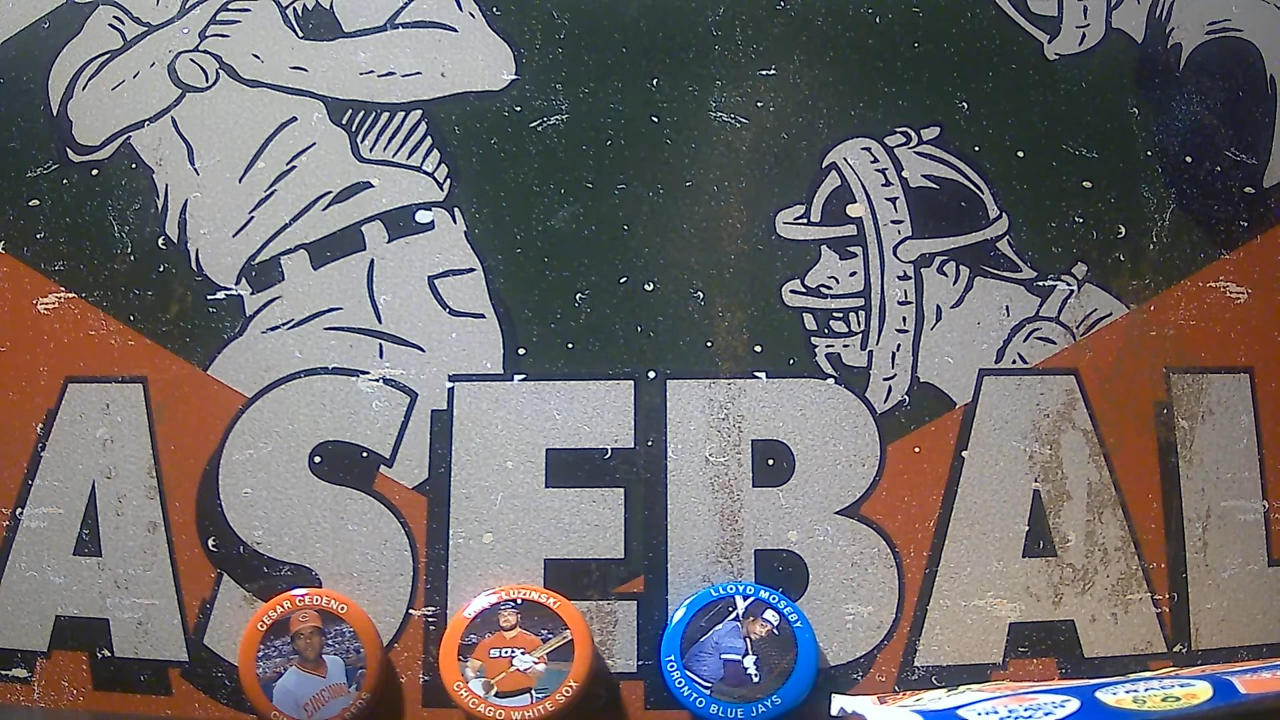 ASEBAL
CESAR CEDENO
CINCINNATI
LUZINSKI
SOX
CHICAGO WHITE SOX
LLOYD MOSEBY
TORONTO BLUE JAYS